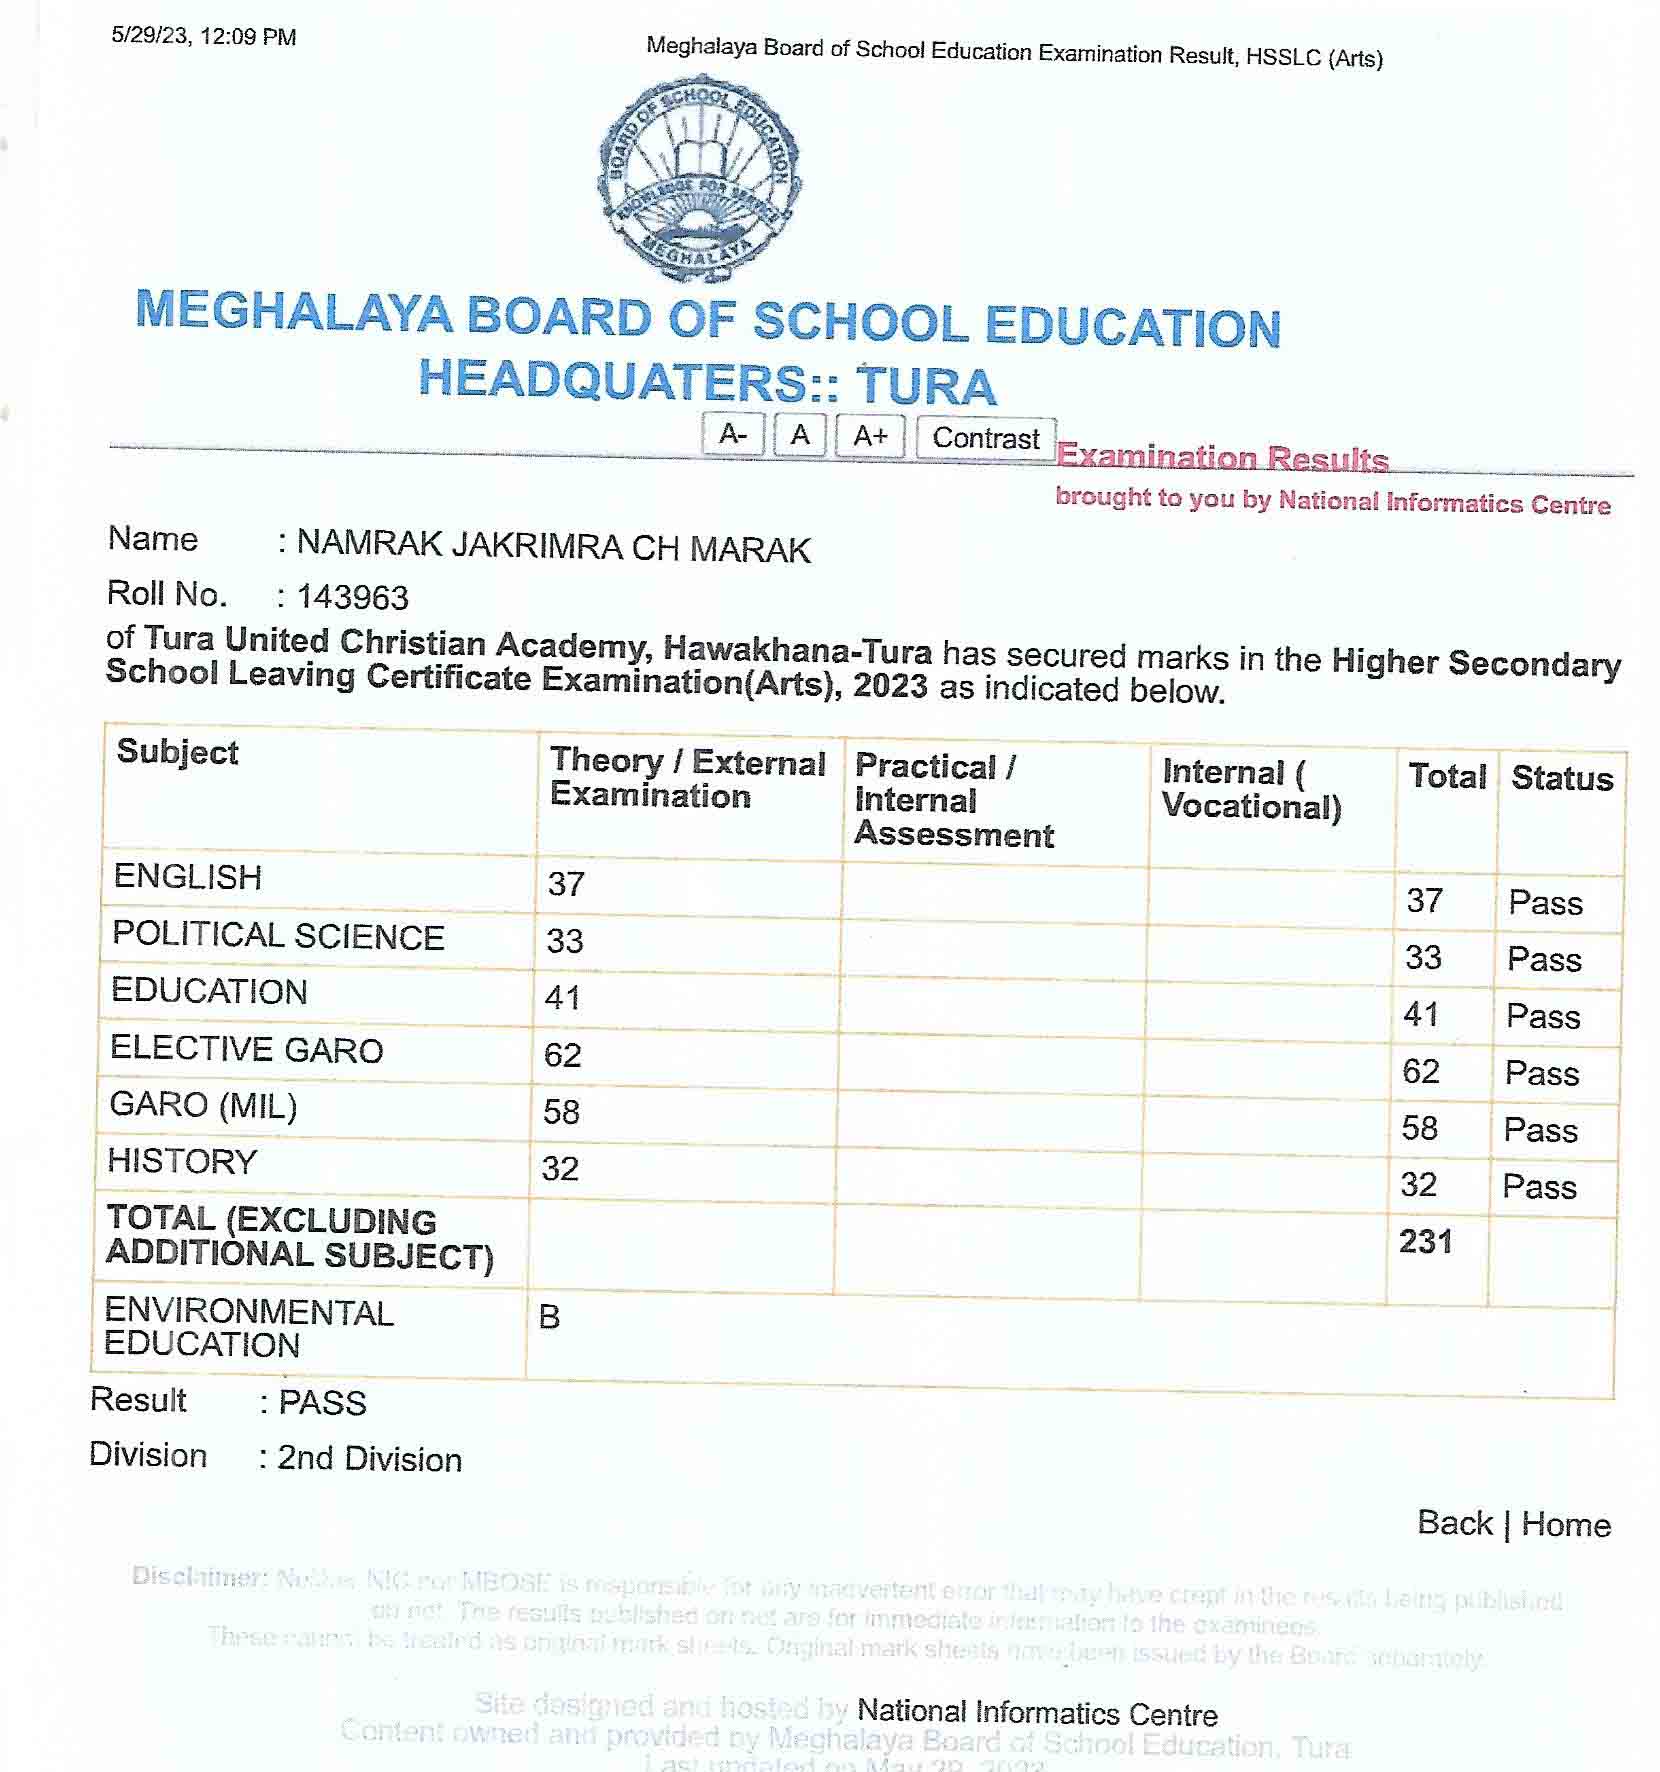 5/29/23, 12:09 PM
Meghalaya Board of School Education Examination Result, HSSLC (Arts)
BOARD OF SCHOOL EDUCATION
KNOWLEDGE FOR SERVICE
MEGHALAYA
MEGHALAYA BOARD OF SCHOOL EDUCATION
HEADQUATERS:: TURA
A- A A+ Contrast
Examination Results
brought to you by National Informatics Centre
Name : NAMRAK JAKRIMRA CH MARAK
Roll No. : 143963
of Tura United Christian Academy, Hawakhana-Tura has secured marks in the Higher Secondary
School Leaving Certificate Examination(Arts), 2023 as indicated below.
Subject Theory / External Examination Practical / Internal Assessment Internal ( Vocational) Total Status
ENGLISH 37 37 Pass
POLITICAL SCIENCE 33 33 Pass
EDUCATION 41 41 Pass
ELECTIVE GARO 62 62 Pass
GARO (MIL) 58 58 Pass
HISTORY 32 32 Pass
TOTAL (EXCLUDING ADDITIONAL SUBJECT) 231
ENVIRONMENTAL EDUCATION B
Result : PASS
Division : 2nd Division
Back | Home
Disclaimer: Neither NIC nor MBOSE is responsible for any inadvertent error that may have crept in the results being published
on net. The results published on net are for immediate information to the examinees.
These cannot be treated as original mark sheets. Original mark sheets have been issued by the Board separately.
Site designed and hosted by National Informatics Centre
Content owned and provided by Meghalaya Board of School Education, Tura
Last updated on May 29, 2023